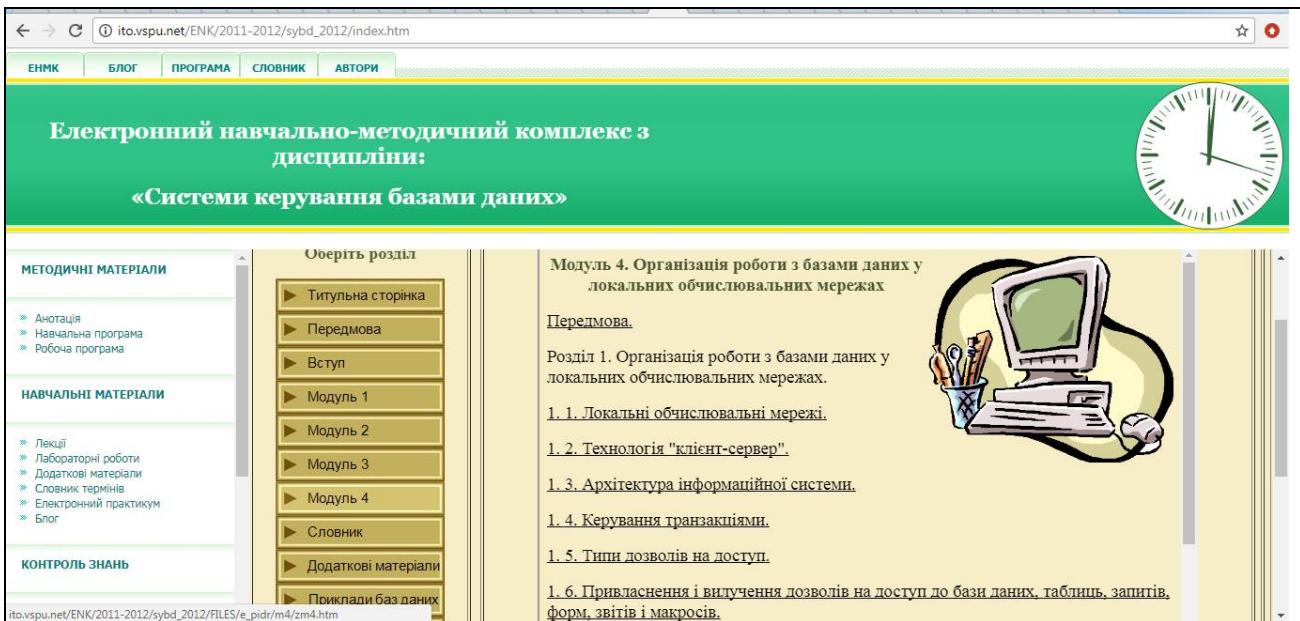 ito.vspu.net/ENK/2011-2012/sybd_2012/index.htm
ЕНМК БЛОГ ПРОГРАМА СЛОВНИК АВТОРИ
Електронний навчально-методичний комплекс з
дисципліни:
«Системи керування базами даних»
МЕТОДИЧНІ МАТЕРІАЛИ
» Анотація
» Навчальна програма
» Робоча програма
НАВЧАЛЬНІ МАТЕРІАЛИ
» Лекції
» Лабораторні роботи
» Додаткові матеріали
» Словник термінів
» Електронний практикум
» Блог
КОНТРОЛЬ ЗНАНЬ
Оберіть розділ
Титульна сторінка
Передмова
Вступ
Модуль 1
Модуль 2
Модуль 3
Модуль 4
Словник
Додаткові матеріали
Приклади баз даних
Модуль 4. Організація роботи з базами даних у
локальних обчислювальних мережах
Передмова.
Розділ 1. Організація роботи з базами даних у
локальних обчислювальних мережах.
1. 1. Локальні обчислювальні мережі.
1. 2. Технологія "клієнт-сервер".
1. 3. Архітектура інформаційної системи.
1. 4. Керування транзакціями.
1. 5. Типи дозволів на доступ.
1. 6. Привласнення і вилучення дозволів на доступ до бази даних, таблиць, запитів,
форм, звітів і макросів.
ito.vspu.net/ENK/2011-2012/sybd_2012/FILES/e_pidr/m4/zm4.htm